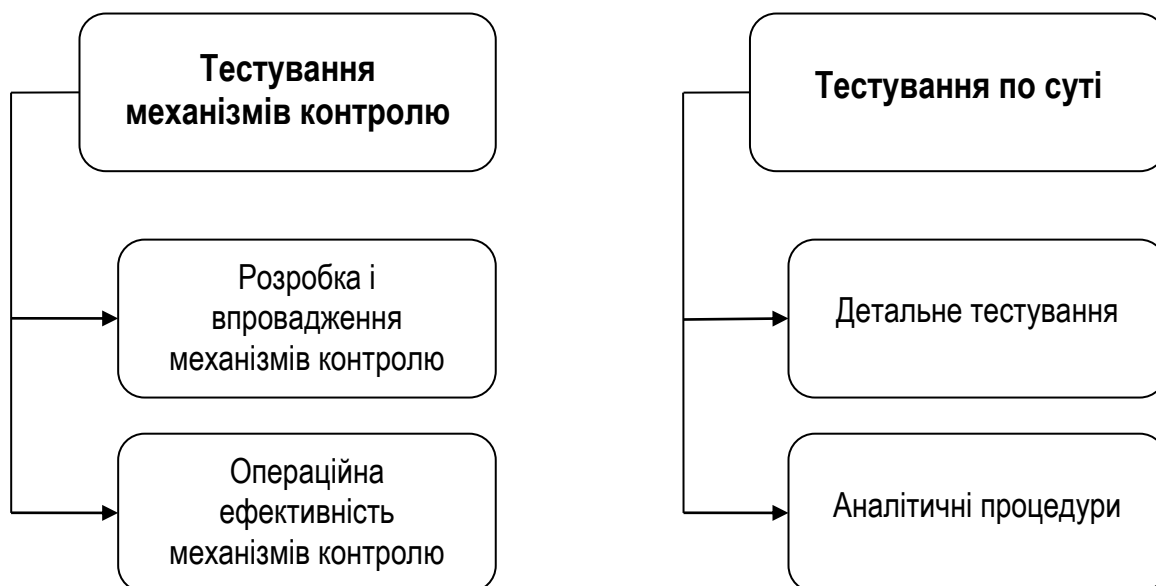 Тестування
механізмів контролю
Розробка і
впровадження
механізмів контролю
Операційна
ефективність
механізмів контролю
Тестування по суті
Детальне тестування
Аналітичні процедури